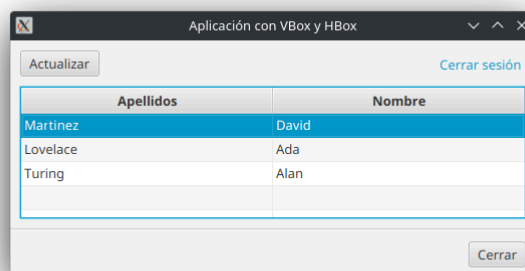 Aplicación con VBox y HBox
Actualizar Cerrar sesión
Apellidos Nombre
Martinez David
Lovelace Ada
Turing Alan
Cerrar